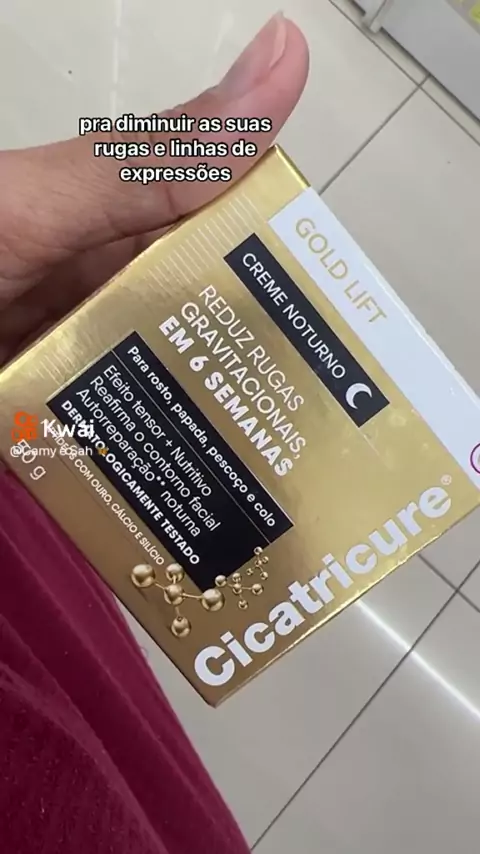 pra diminuir as suas
rugas e linhas de
expressões
GOLD LIFT
CREME NOTURNO
REDUZ RUGAS
GRAVITACIONAIS,
EM 6 SEMANAS
Para rosto, papada, pescoço e colo
Efeito tensor + Nutritivo
Reafirma o contorno facial
Autorreparação** noturna
DERMATOLOGICAMENTE TESTADO
COM OURO, CÁLCIO E SILÍCIO
Cicatricure®
Kwai
g